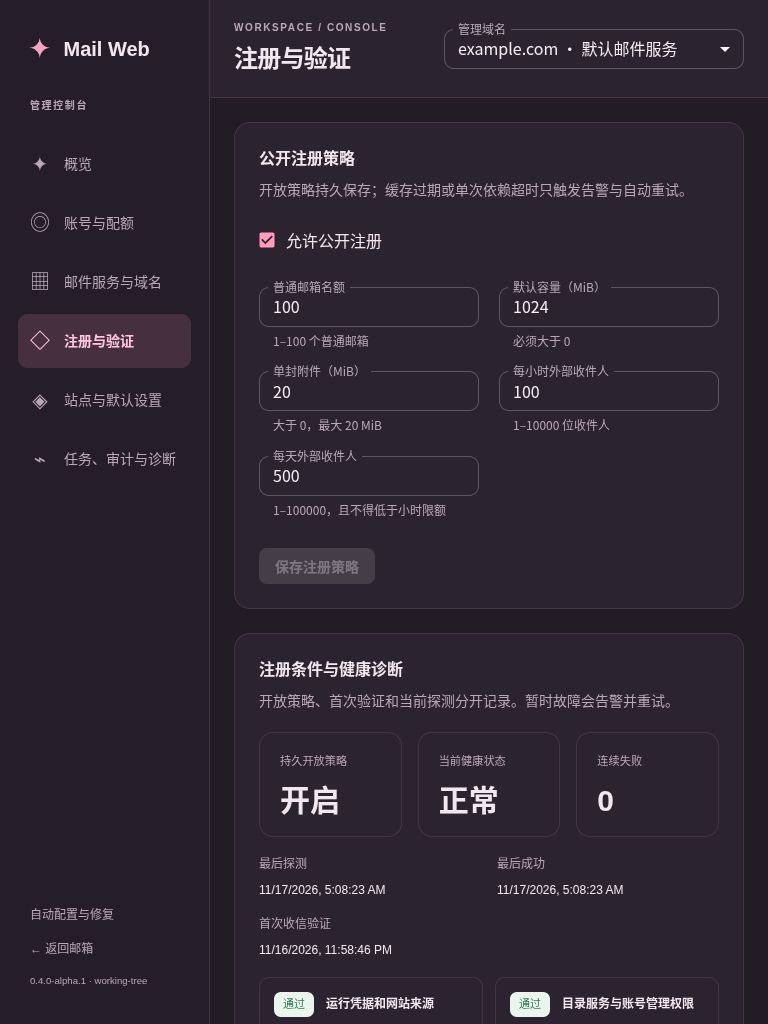 Mail Web
管理控制台
概览
账号与配额
邮件服务与域名
注册与验证
站点与默认设置
任务、审计与诊断
自动配置与修复
← 返回邮箱
0.4.0-alpha.1 · working-tree
WORKSPACE / CONSOLE
注册与验证
管理域名
example.com · 默认邮件服务
公开注册策略
开放策略持久保存；缓存过期或单次依赖超时只触发告警与自动重试。
允许公开注册
普通邮箱名额
100
1–100 个普通邮箱
默认容量（MiB）
1024
必须大于 0
单封附件（MiB）
20
大于 0，最大 20 MiB
每小时外部收件人
100
1–10000 位收件人
每天外部收件人
500
1–100000，且不得低于小时限额
保存注册策略
注册条件与健康诊断
开放策略、首次验证和当前探测分开记录。暂时故障会告警并重试。
持久开放策略
开启
当前健康状态
正常
连续失败
0
最后探测
11/17/2026, 5:08:23 AM
最后成功
11/17/2026, 5:08:23 AM
首次收信验证
11/16/2026, 11:58:46 PM
通过 运行凭据和网站来源
通过 目录服务与账号管理权限